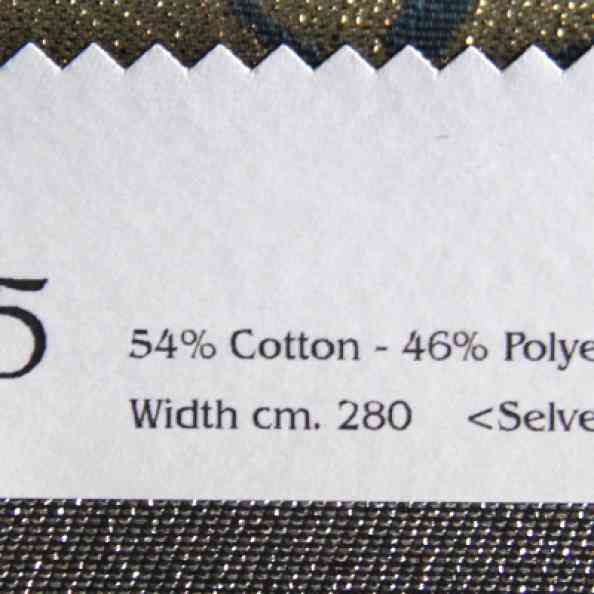 5
54% Cotton - 46% Polye
Width cm. 280 <Selve